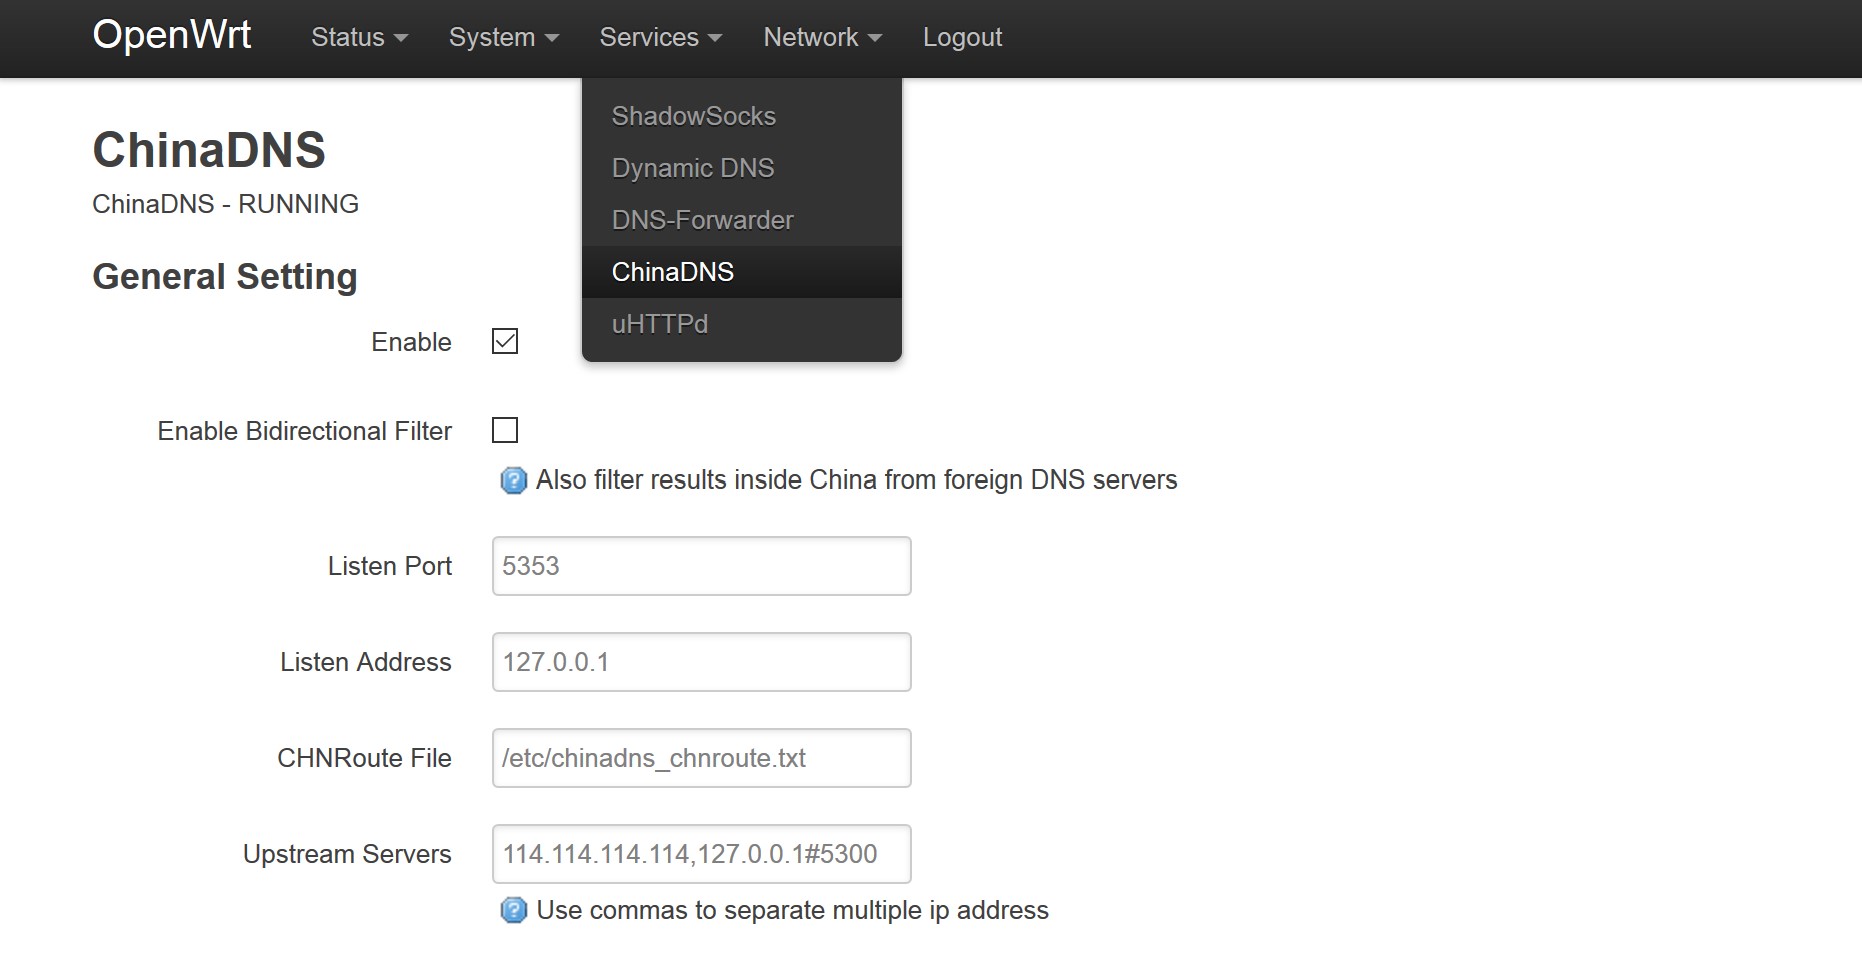 OpenWrt Status System Services Network Logout
ShadowSocks
Dynamic DNS
DNS-Forwarder
ChinaDNS
uHTTPd
ChinaDNS
ChinaDNS - RUNNING
General Setting
Enable
Enable Bidirectional Filter
Also filter results inside China from foreign DNS servers
Listen Port 5353
Listen Address 127.0.0.1
CHNRoute File /etc/chinadns_chnroute.txt
Upstream Servers 114.114.114.114,127.0.0.1#5300
Use commas to separate multiple ip address